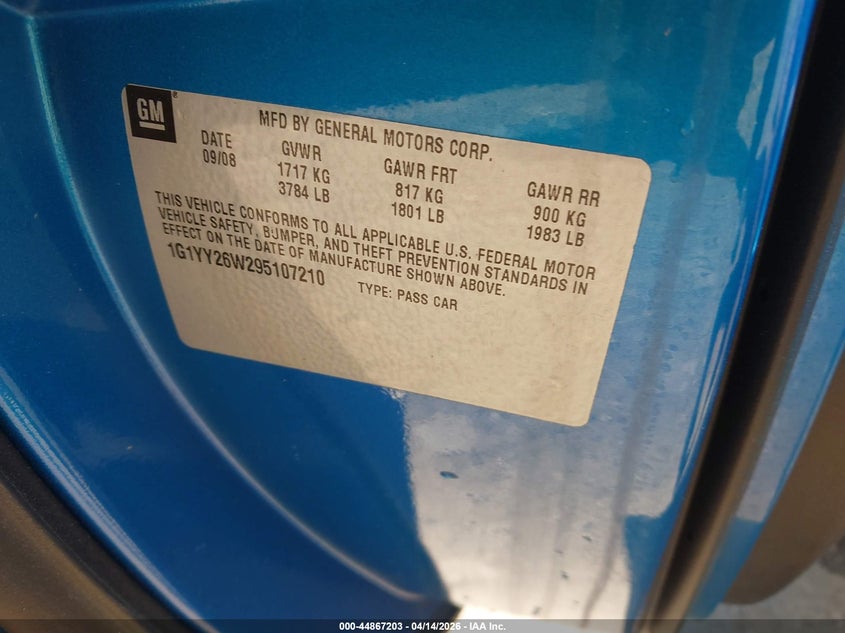 GM
MFD BY GENERAL MOTORS CORP.
DATE GVWR GAWR FRT GAWR RR
09/08 1717 KG 817 KG 900 KG
3784 LB 1801 LB 1983 LB
THIS VEHICLE CONFORMS TO ALL APPLICABLE U.S. FEDERAL MOTOR
VEHICLE SAFETY, BUMPER, AND THEFT PREVENTION STANDARDS IN
EFFECT ON THE DATE OF MANUFACTURE SHOWN ABOVE.
1G1YY26W295107210 TYPE: PASS CAR
000-44867203 - 04/14/2026 - IAA Inc.